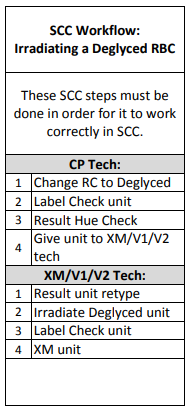 SCC Workflow:
Irradiating a Deglyced RBC
These SCC steps must be
done in order for it to work
correctly in SCC.
CP Tech:
1 Change RC to Deglyced
2 Label Check unit
3 Result Hue Check
4 Give unit to XM/V1/V2
tech
XM/V1/V2 Tech:
1 Result unit retype
2 Irradiate Deglyced unit
3 Label Check unit
4 XM unit